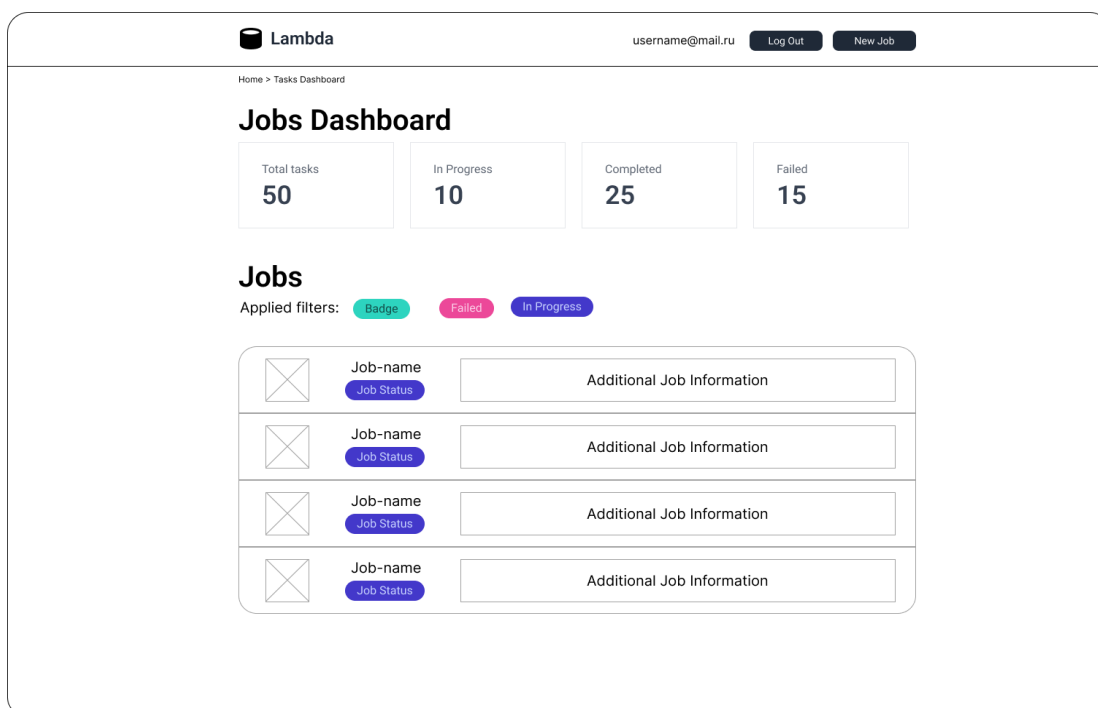 Lambda
username@mail.ru Log Out New Job
Home > Tasks Dashboard
Jobs Dashboard
Total tasks In Progress Completed Failed
50 10 25 15
Jobs
Applied filters: Badge Failed In Progress
Job-name
Job Status
Additional Job Information
Job-name
Job Status
Additional Job Information
Job-name
Job Status
Additional Job Information
Job-name
Job Status
Additional Job Information